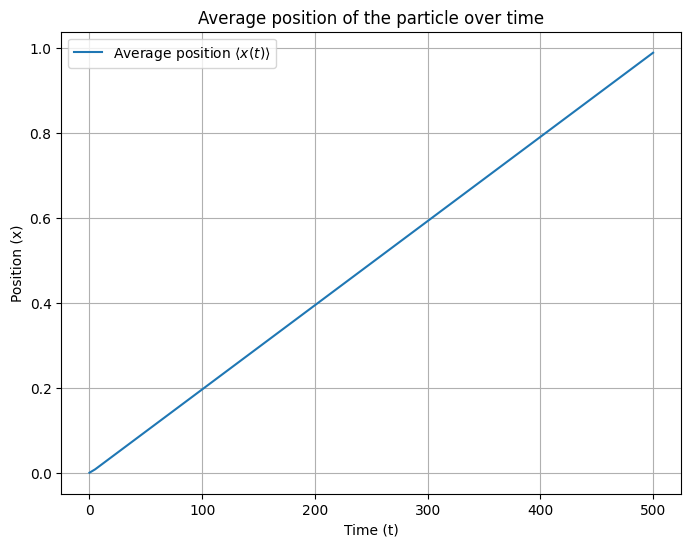 Average position of the particle over time
Average position ⟨x(t)⟩
Position (x)
1.0
0.8
0.6
0.4
0.2
0.0
0 100 200 300 400 500
Time (t)